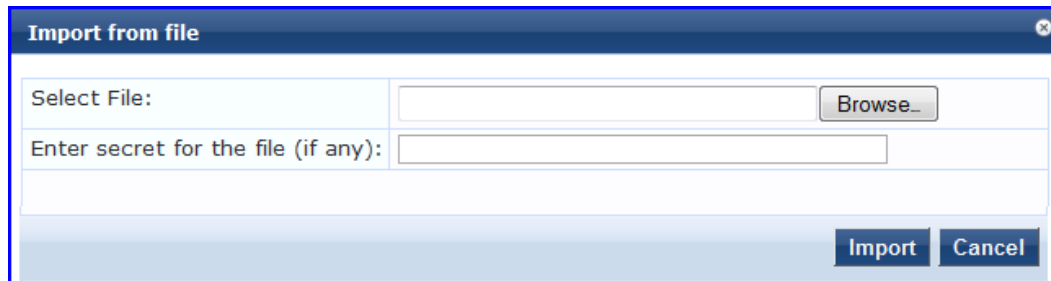 Import from file
Select File:
Browse…
Enter secret for the file (if any):
Import Cancel